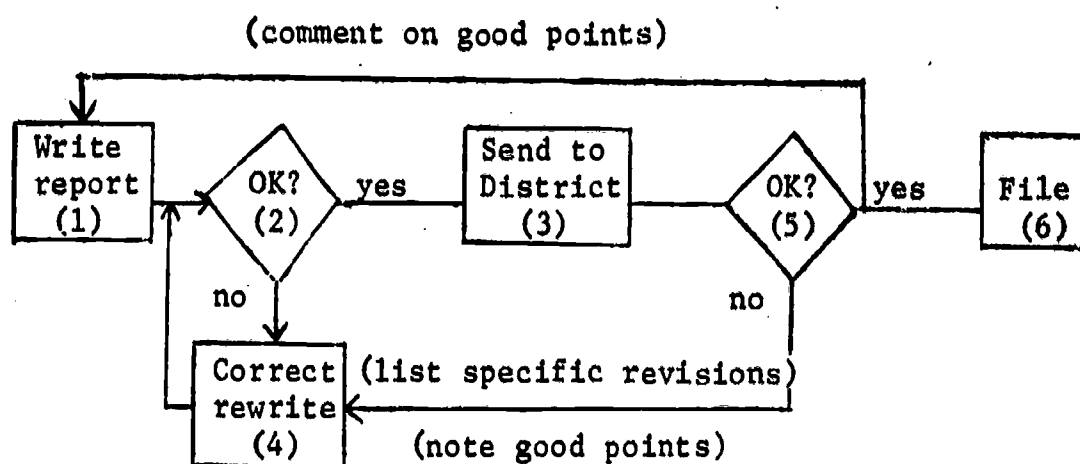 (comment on good points)
Write
report
(1)
OK?
(2)
yes
Send to
District
(3)
OK?
(5)
yes
File
(6)
no
no
Correct
rewrite
(4)
(list specific revisions)
(note good points)